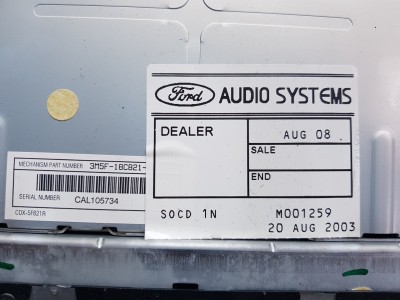 Ford AUDIO SYSTEMS
DEALER
AUG 08
SALE
END
SOCD 1N M001259
20 AUG 2003
MECHANISM PART NUMBER 3M5F-18C821-
SERIAL NUMBER CAL105734
CDX-5F821R